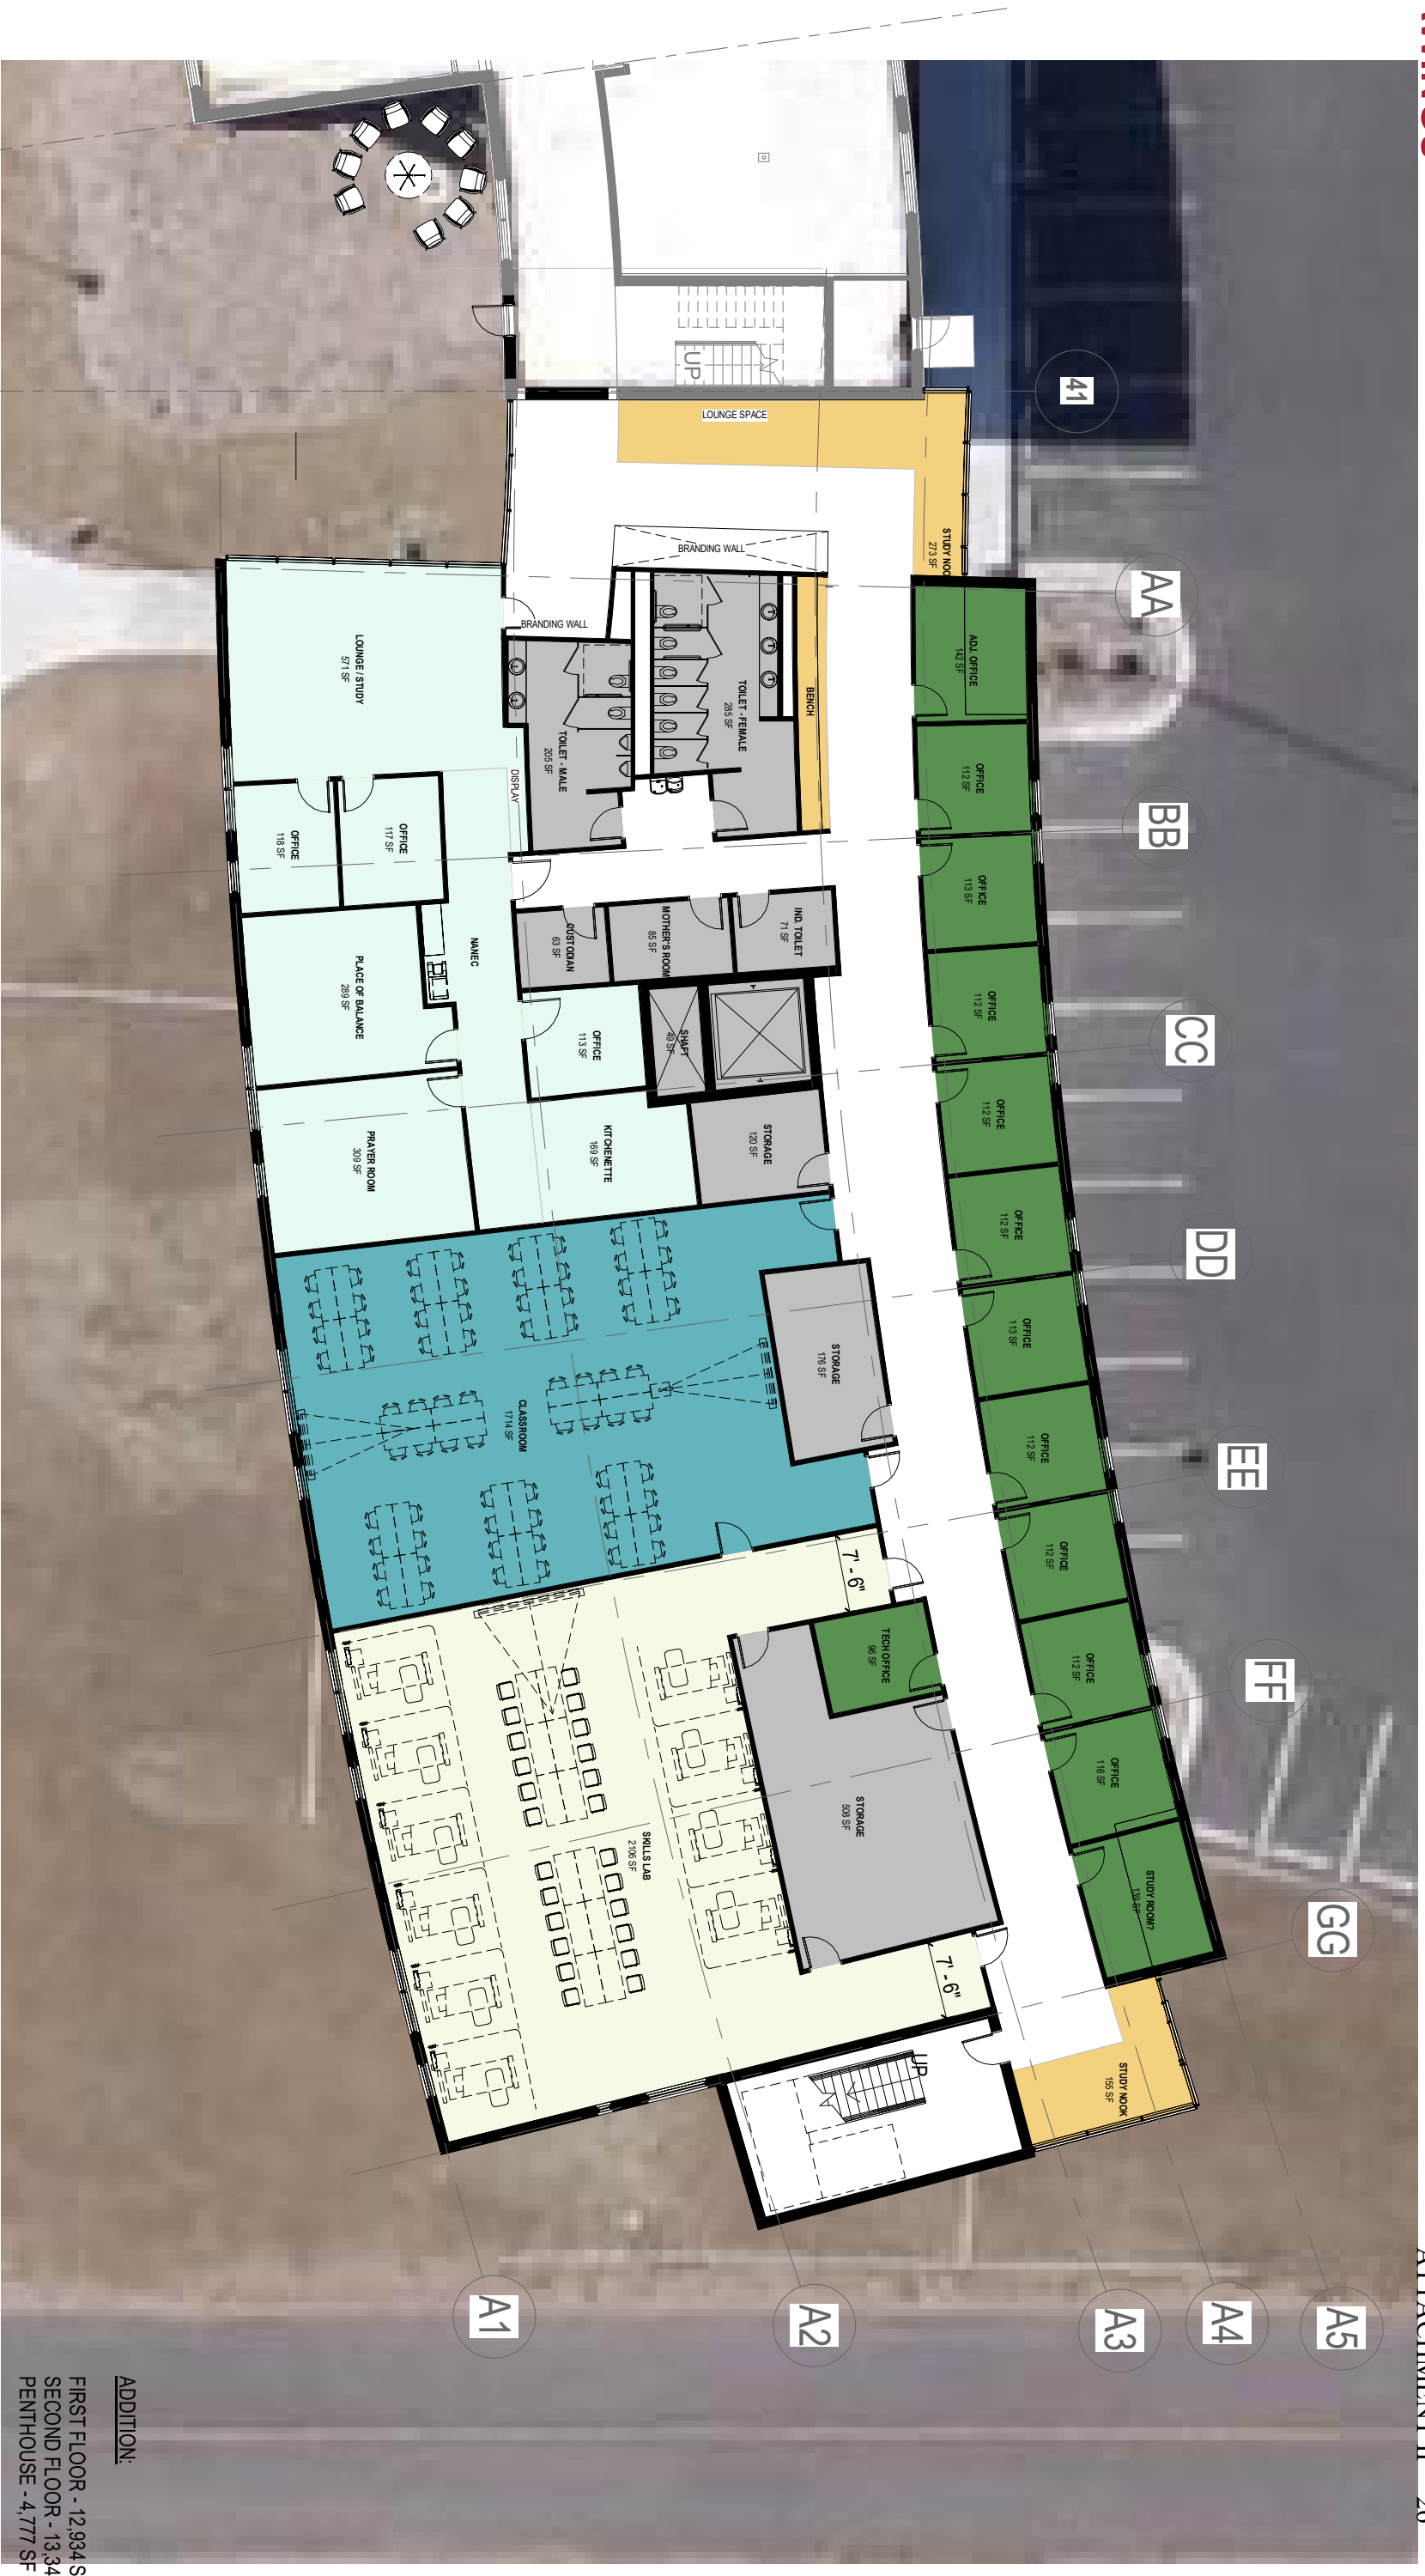 41
UP
LOUNGE SPACE
STUDY NOO
273 SF
BRANDING WALL
BRANDING WALL
AA
ADJ. OFFICE
142 SF
LOUNGE / STUDY
571 SF
TOILET - FEMALE
285 SF
BENCH
TOILET - MALE
205 SF
DISPLAY
OFFICE
112 SF
BB
OFFICE
118 SF
OFFICE
117 SF
OFFICE
113 SF
NANEC
CUSTODIAN
63 SF
MOTHER'S ROOM
85 SF
IND. TOILET
71 SF
PLACE OF BALANCE
289 SF
OFFICE
112 SF
CC
OFFICE
113 SF
SHAFT
49 SF
OFFICE
112 SF
PRAYER ROOM
309 SF
KITCHENETTE
169 SF
STORAGE
120 SF
OFFICE
112 SF
DD
OFFICE
113 SF
STORAGE
176 SF
CLASSROOM
1714 SF
OFFICE
112 SF
EE
OFFICE
112 SF
7' - 6"
TECH OFFICE
96 SF
OFFICE
112 SF
FF
OFFICE
116 SF
STORAGE
508 SF
SKILLS LAB
2106 SF
STUDY ROOM?
139 SF
GG
7' - 6"
UP
STUDY NOOK
155 SF
A1
A2
A3
A4
A5
ADDITION:
FIRST FLOOR - 12,934 S
SECOND FLOOR - 13,34
PENTHOUSE - 4,777 SF